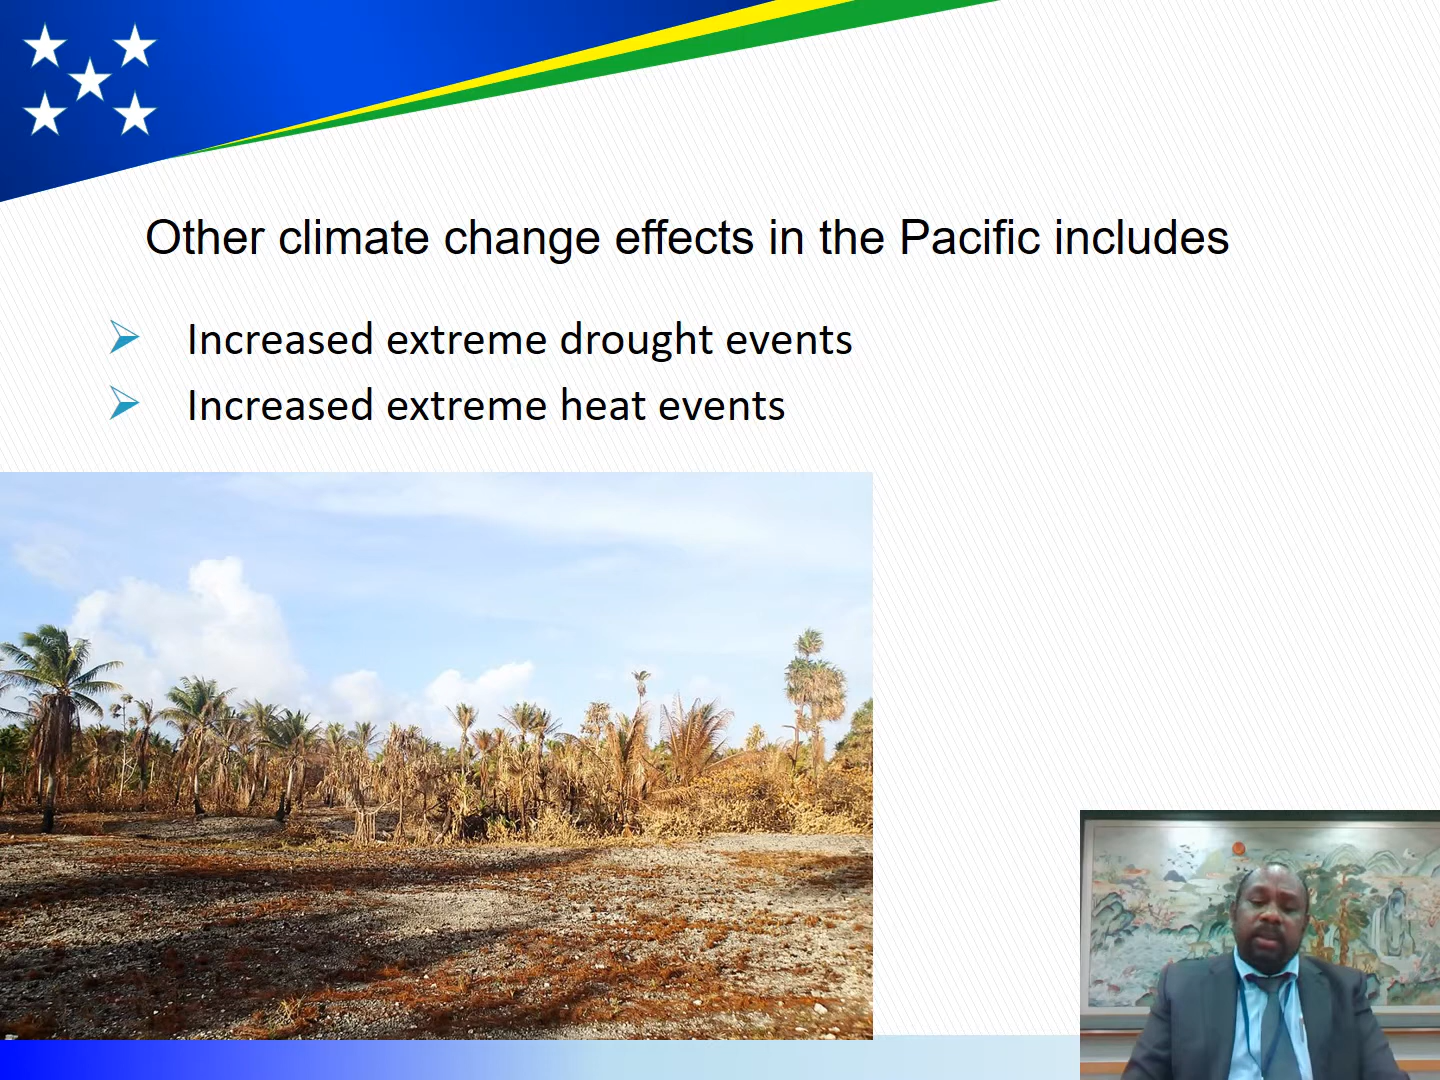 Other climate change effects in the Pacific includes
Increased extreme drought events
Increased extreme heat events